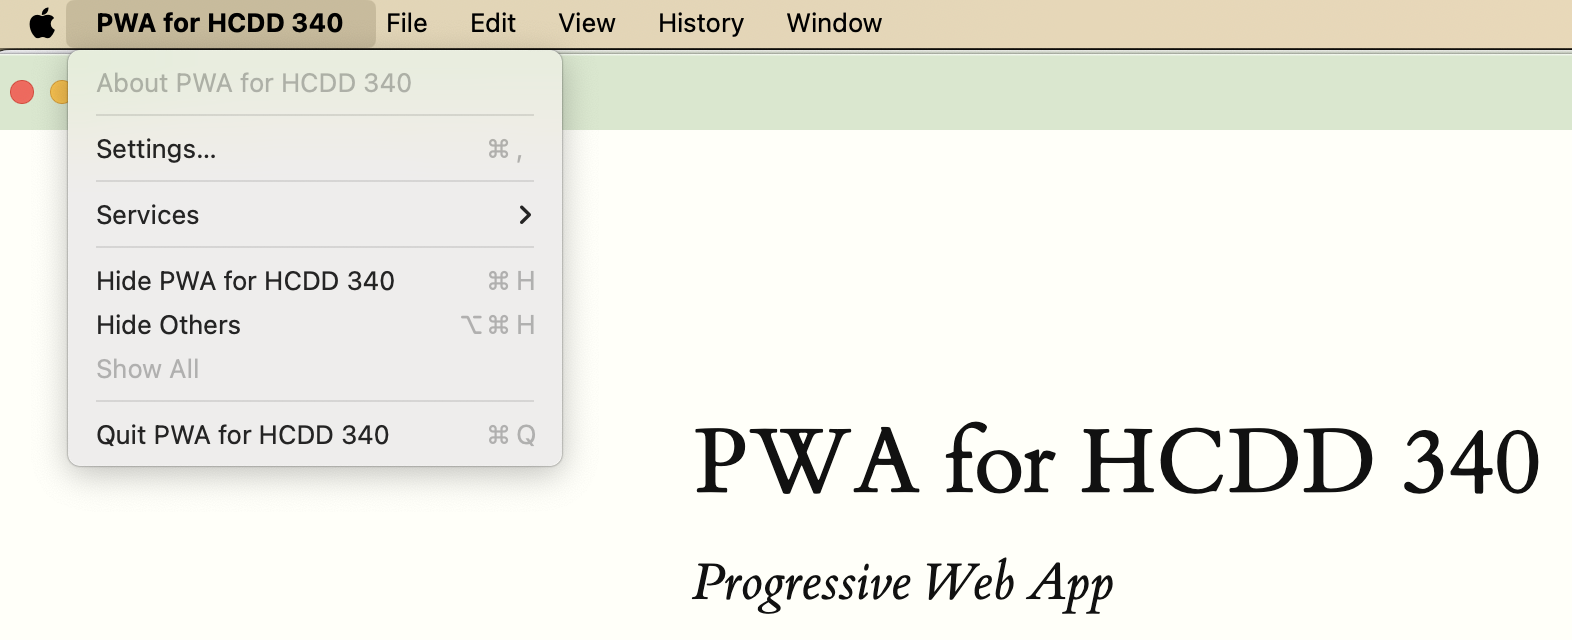 PWA for HCDD 340 File Edit View History Window
About PWA for HCDD 340
Settings... ⌘ ,
Services
Hide PWA for HCDD 340 ⌘ H
Hide Others ⌥ ⌘ H
Show All
Quit PWA for HCDD 340 ⌘ Q
PWA for HCDD 340
Progressive Web App